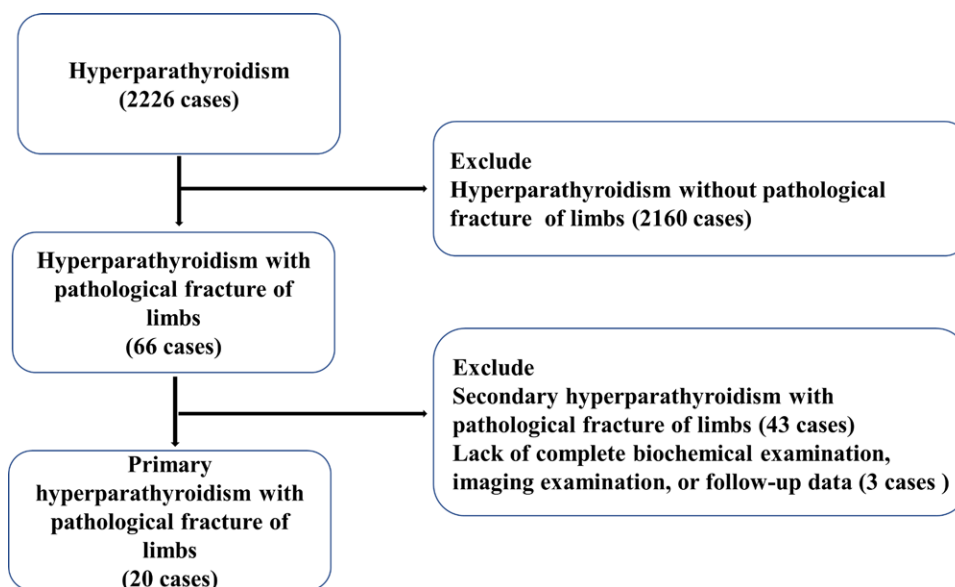 Hyperparathyroidism
(2226 cases)
Exclude
Hyperparathyroidism without pathological
fracture of limbs (2160 cases)
Hyperparathyroidism with
pathological fracture of
limbs
(66 cases)
Exclude
Secondary hyperparathyroidism with
pathological fracture of limbs (43 cases)
Lack of complete biochemical examination,
imaging examination, or follow-up data (3 cases )
Primary
hyperparathyroidism with
pathological fracture of
limbs
(20 cases)